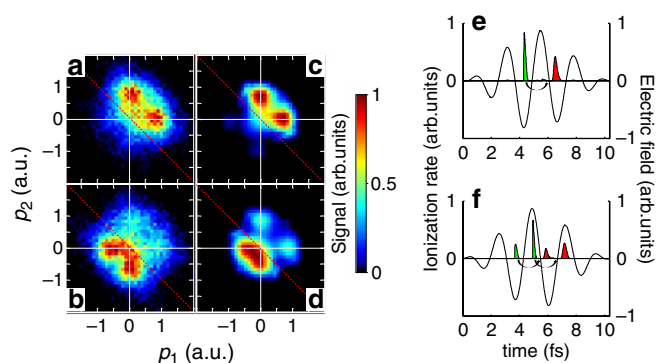 a
c
b
d
1
0
−1
1
0
−1
p2 (a.u.)
−1 0 1
−1 0 1
p1 (a.u.)
1
0.5
0
Signal (arb.units)
e
1
0
1
0
-1
0 2 4 6 8 10
f
1
0
1
0
-1
0 2 4 6 8 10
time (fs)
Ionization rate (arb.units)
Electric field (arb.units)